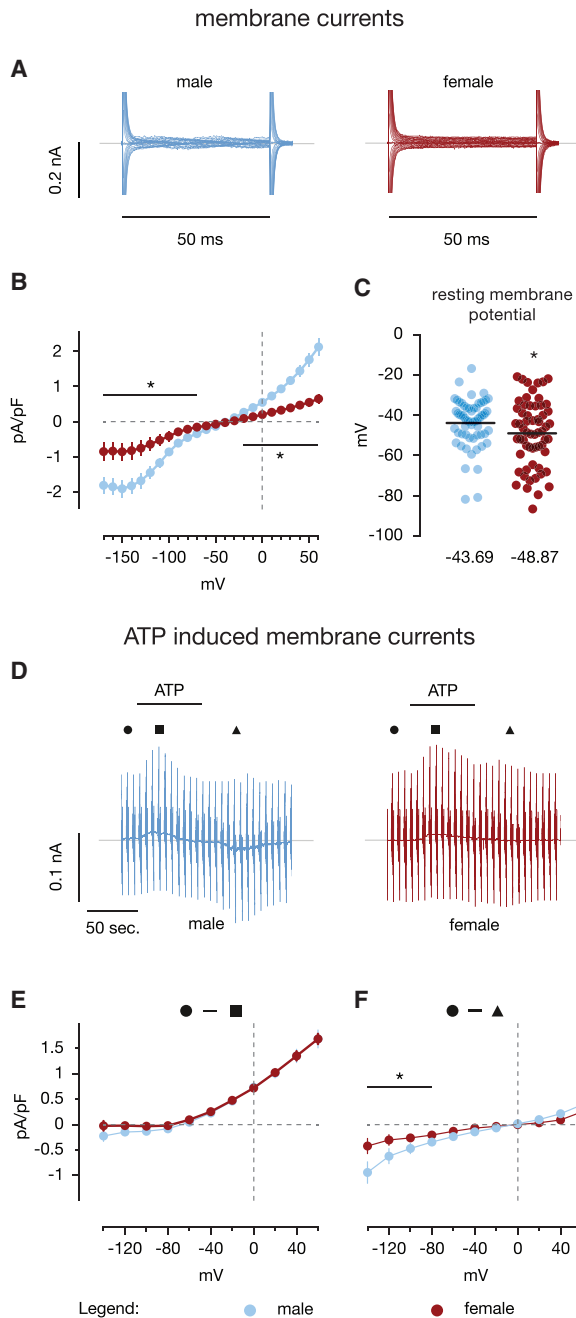 membrane currents
A
male
female
0.2 nA
50 ms
50 ms
B
2
1
0
-1
-2
pA/pF
*
*
-150
-100
-50
0
50
mV
C
resting membrane
potential
0
-20
-40
-60
-80
-100
mV
*
-43.69
-48.87
ATP induced membrane currents
D
ATP
ATP
0.1 nA
50 sec.
male
female
E
1.5
1
0.5
0
-0.5
-1
pA/pF
-120
-80
-40
0
40
mV
F
*
-120
-80
-40
0
40
mV
Legend:
male
female